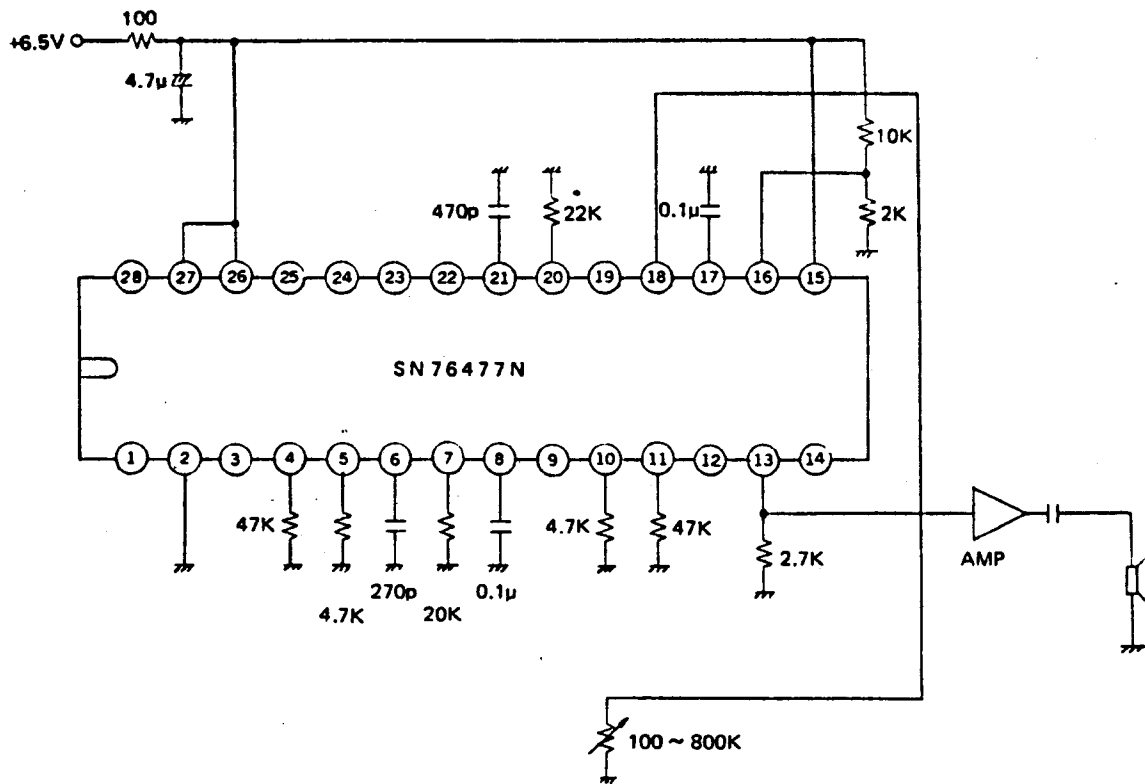 100
+6.5V
4.7μ
10K
470p
22K
0.1μ
2K
28 27 26 25 24 23 22 21 20 19 18 17 16 15
SN76477N
1 2 3 4 5 6 7 8 9 10 11 12 13 14
47K
4.7K
47K
2.7K
AMP
270p
0.1μ
4.7K
20K
100 ~ 800K